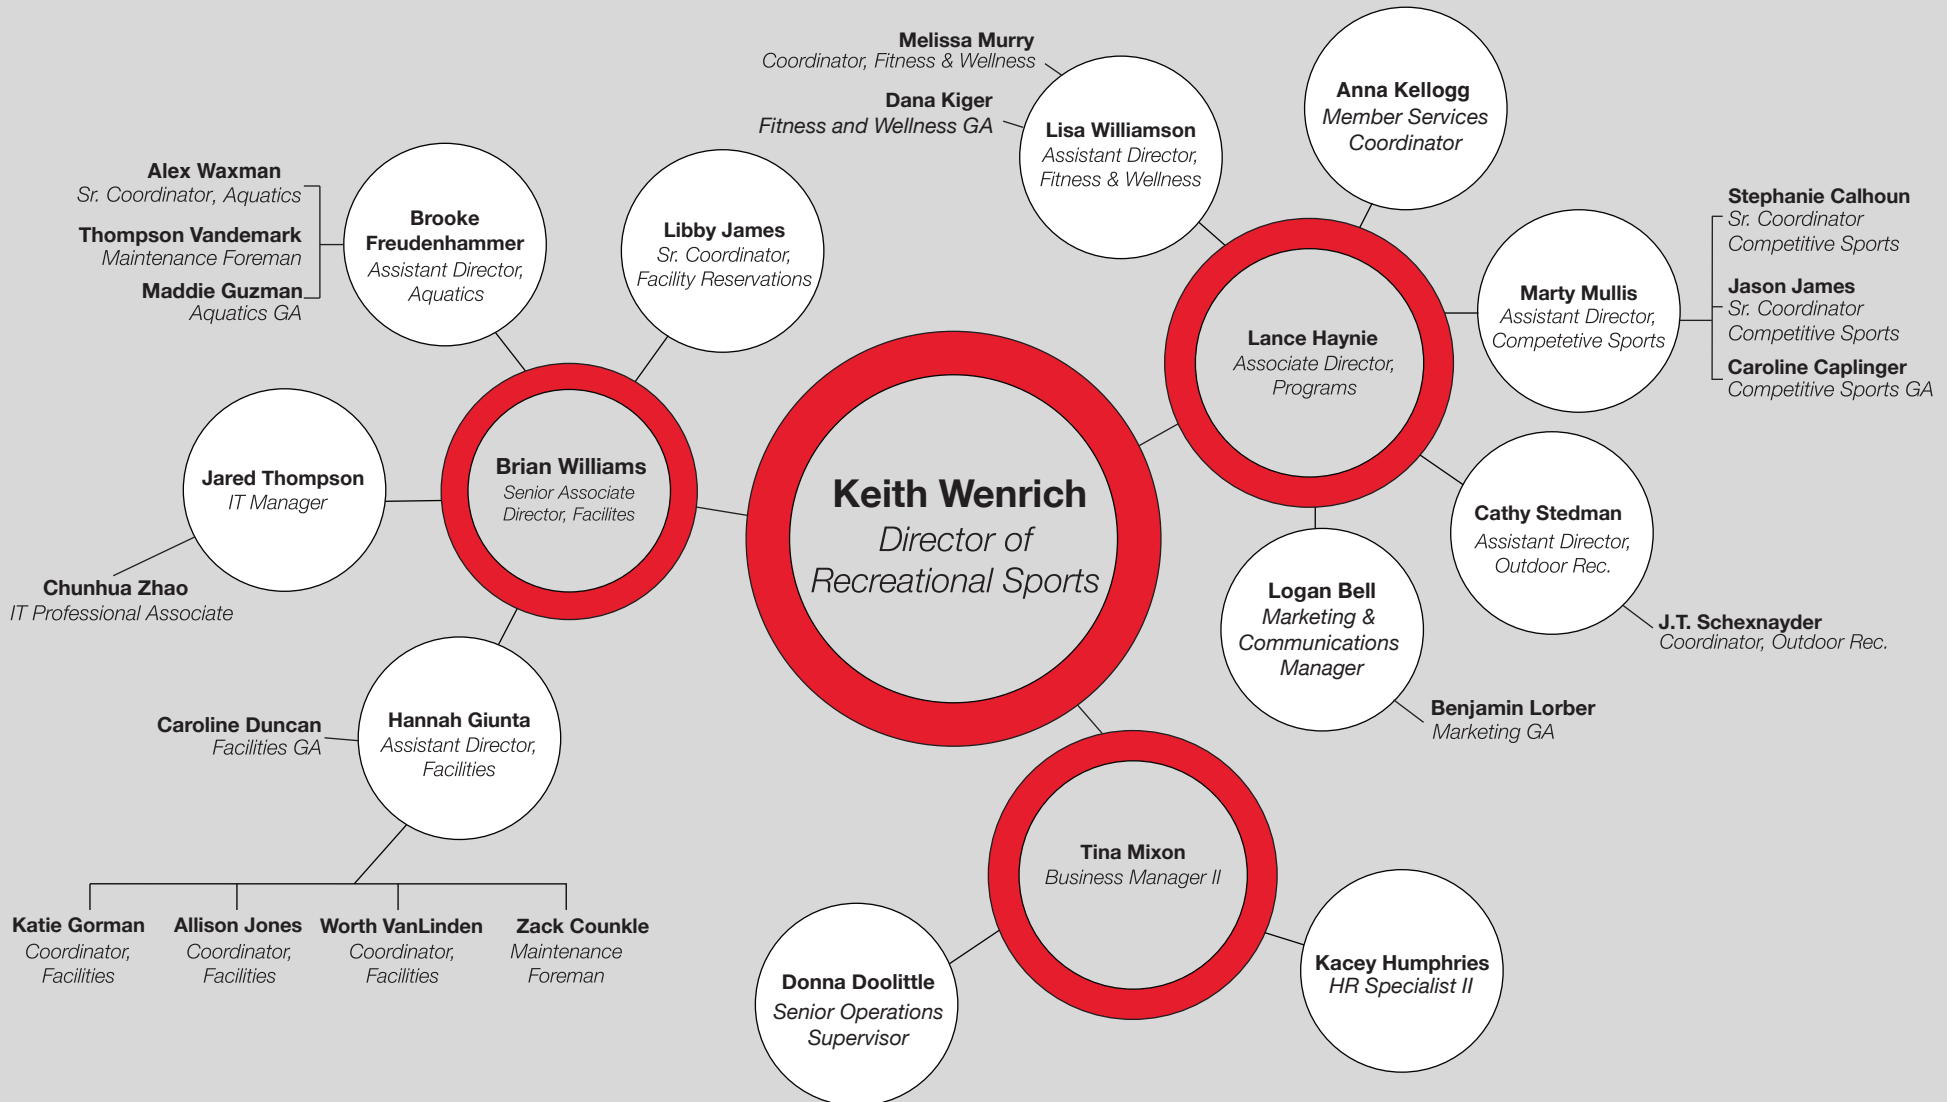 Melissa Murry
Coordinator, Fitness & Wellness
Dana Kiger
Fitness and Wellness GA
Lisa Williamson
Assistant Director,
Fitness & Wellness
Anna Kellogg
Member Services
Coordinator
Alex Waxman
Sr. Coordinator, Aquatics
Thompson Vandemark
Maintenance Foreman
Maddie Guzman
Aquatics GA
Brooke
Freudenhammer
Assistant Director,
Aquatics
Libby James
Sr. Coordinator,
Facility Reservations
Stephanie Calhoun
Sr. Coordinator
Competitive Sports
Jason James
Sr. Coordinator
Competitive Sports
Caroline Caplinger
Competitive Sports GA
Marty Mullis
Assistant Director,
Competetive Sports
Lance Haynie
Associate Director,
Programs
Jared Thompson
IT Manager
Brian Williams
Senior Associate
Director, Facilites
Keith Wenrich
Director of
Recreational Sports
Cathy Stedman
Assistant Director,
Outdoor Rec.
Chunhua Zhao
IT Professional Associate
Logan Bell
Marketing &
Communications
Manager
J.T. Schexnayder
Coordinator, Outdoor Rec.
Benjamin Lorber
Marketing GA
Caroline Duncan
Facilities GA
Hannah Giunta
Assistant Director,
Facilities
Tina Mixon
Business Manager II
Katie Gorman
Coordinator,
Facilities
Allison Jones
Coordinator,
Facilities
Worth VanLinden
Coordinator,
Facilities
Zack Counkle
Maintenance
Foreman
Donna Doolittle
Senior Operations
Supervisor
Kacey Humphries
HR Specialist II